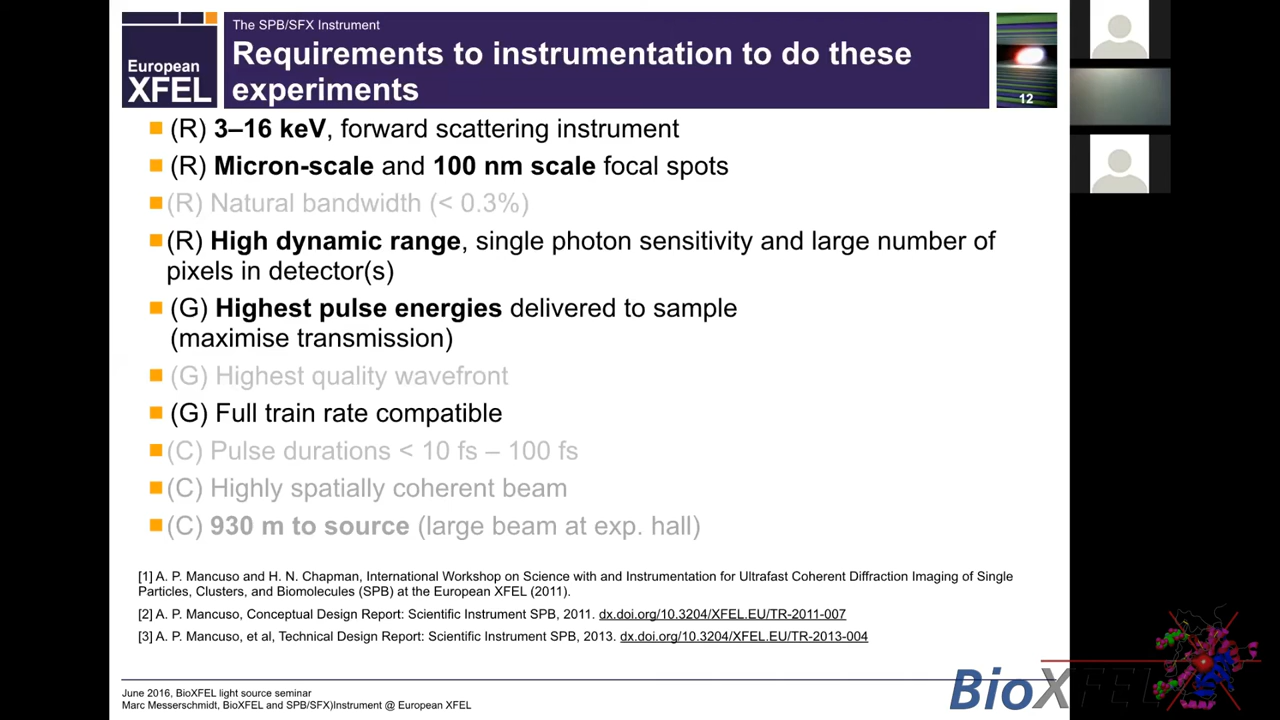 The SPB/SFX Instrument
European
XFEL
Requirements to instrumentation to do these
experiments
12
(R) 3–16 keV, forward scattering instrument
(R) Micron-scale and 100 nm scale focal spots
(R) Natural bandwidth (< 0.3%)
(R) High dynamic range, single photon sensitivity and large number of
pixels in detector(s)
(G) Highest pulse energies delivered to sample
(maximise transmission)
(G) Highest quality wavefront
(G) Full train rate compatible
(C) Pulse durations < 10 fs – 100 fs
(C) Highly spatially coherent beam
(C) 930 m to source (large beam at exp. hall)
[1] A. P. Mancuso and H. N. Chapman, International Workshop on Science with and Instrumentation for Ultrafast Coherent Diffraction Imaging of Single
Particles, Clusters, and Biomolecules (SPB) at the European XFEL (2011).
[2] A. P. Mancuso, Conceptual Design Report: Scientific Instrument SPB, 2011. dx.doi.org/10.3204/XFEL.EU/TR-2011-007
[3] A. P. Mancuso, et al, Technical Design Report: Scientific Instrument SPB, 2013. dx.doi.org/10.3204/XFEL.EU/TR-2013-004
June 2016, BioXFEL light source seminar
Marc Messerschmidt, BioXFEL and SPB/SFX)Instrument @ European XFEL
BioXFEL